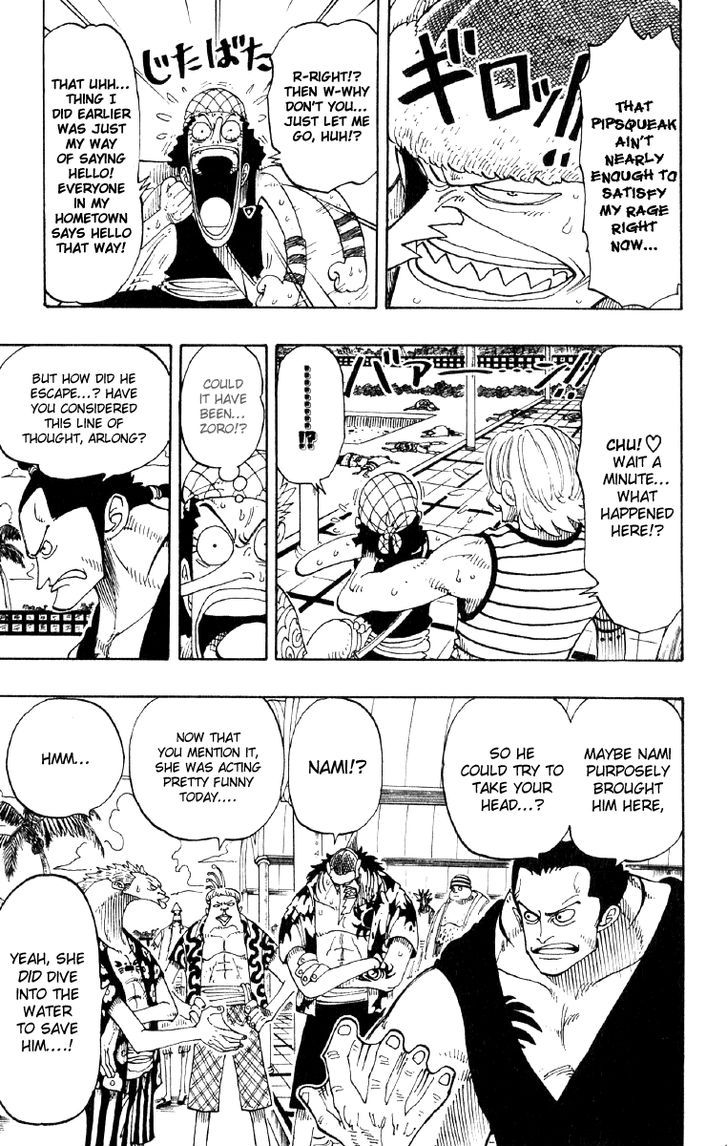 THAT
PIPSQUEAK
AIN'T
NEARLY
ENOUGH TO
SATISFY
MY RAGE
RIGHT
NOW...
ギロッ!!
R-RIGHT!?
THEN W-WHY
DON'T YOU...
JUST LET ME
GO, HUH!?
じたばた
THAT UHH...
THING I
DID EARLIER
WAS JUST
MY WAY
OF SAYING
HELLO!
EVERYONE
IN MY
HOMETOWN
SAYS HELLO
THAT WAY!
CHU! ♡
WAIT A
MINUTE...
WHAT
HAPPENED
HERE!?
バァーン...!!
.........!?
COULD
IT HAVE
BEEN...
ZORO!?
BUT HOW DID HE
ESCAPE...? HAVE
YOU CONSIDERED
THIS LINE OF
THOUGHT, ARLONG?
MAYBE NAMI
PURPOSELY
BROUGHT
HIM HERE,
SO HE
COULD TRY TO
TAKE YOUR
HEAD...?
NAMI!?
NOW THAT
YOU MENTION IT,
SHE WAS ACTING
PRETTY FUNNY
TODAY....
HMM...
YEAH, SHE
DID DIVE
INTO THE
WATER
TO SAVE
HIM....!